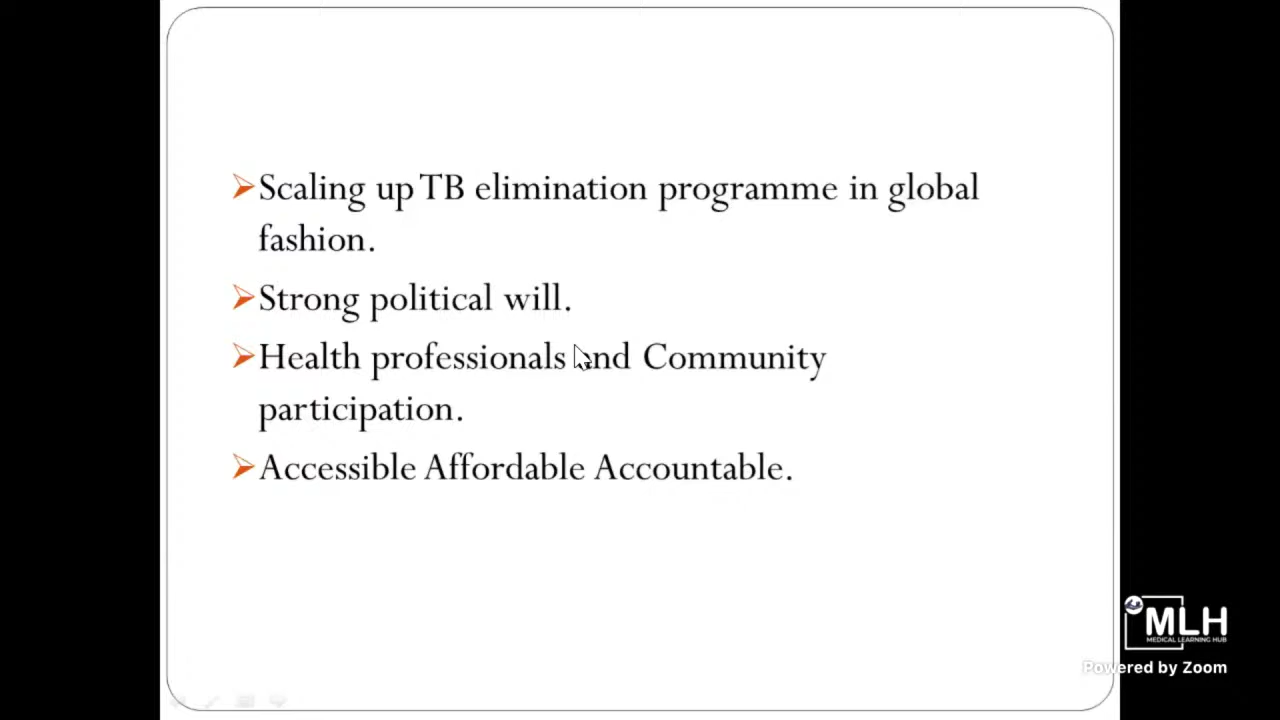 Scaling up TB elimination programme in global
fashion.
Strong political will.
Health professionals and Community
participation.
Accessible Affordable Accountable.
MLH
MEDICAL LEARNING HUB
Powered by Zoom